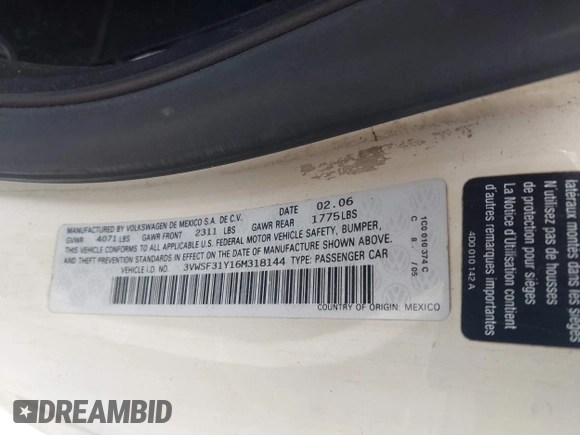 MANUFACTURED BY VOLKSWAGEN DE MEXICO S.A. DE C.V. DATE 02.06
GVWR 4071 LBS GAWR FRONT 2311 LBS GAWR REAR 1775 LBS
THIS VEHICLE CONFORMS TO ALL APPLICABLE U.S. FEDERAL MOTOR VEHICLE SAFETY, BUMPER,
AND THEFT PREVENTION STANDARDS IN EFFECT ON THE DATE OF MANUFACTURE SHOWN ABOVE.
VEHICLE I.D. NO. 3VWSF31Y16M318144 TYPE: PASSENGER CAR
COUNTRY OF ORIGIN: MEXICO
1C0 010 374 C
C 8 / 05
4D0 010 142 A
N'utilisez pas de housses
de protection pour sièges
La Notice d'Utilisation contient
d'autres remarques importantes
DREAMBID